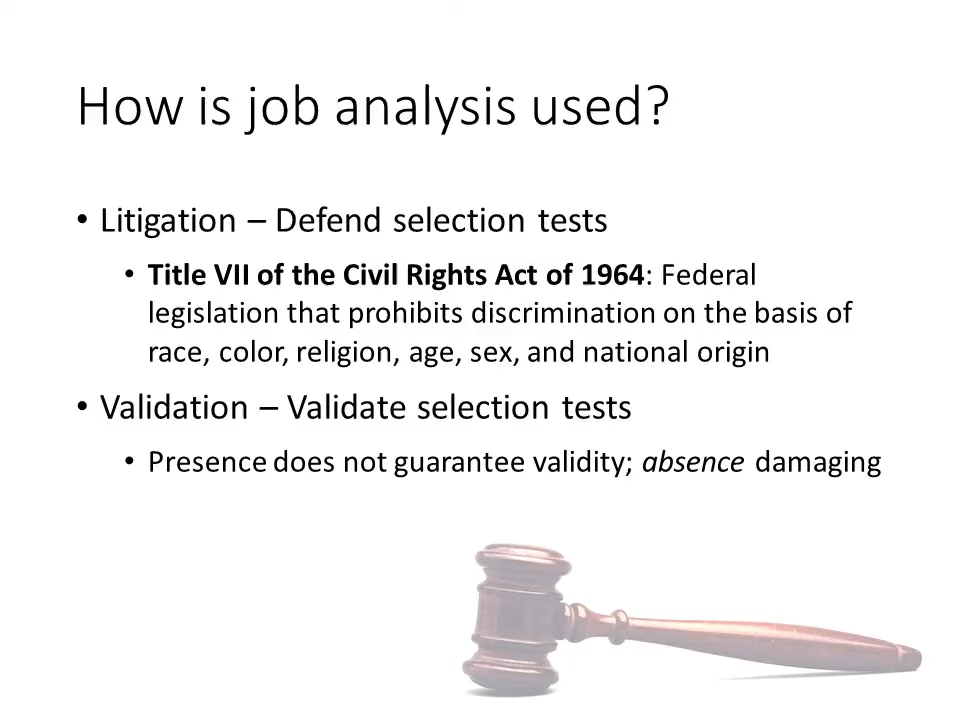 How is job analysis used?
• Litigation – Defend selection tests
• Title VII of the Civil Rights Act of 1964: Federal
legislation that prohibits discrimination on the basis of
race, color, religion, age, sex, and national origin
• Validation – Validate selection tests
• Presence does not guarantee validity; absence damaging